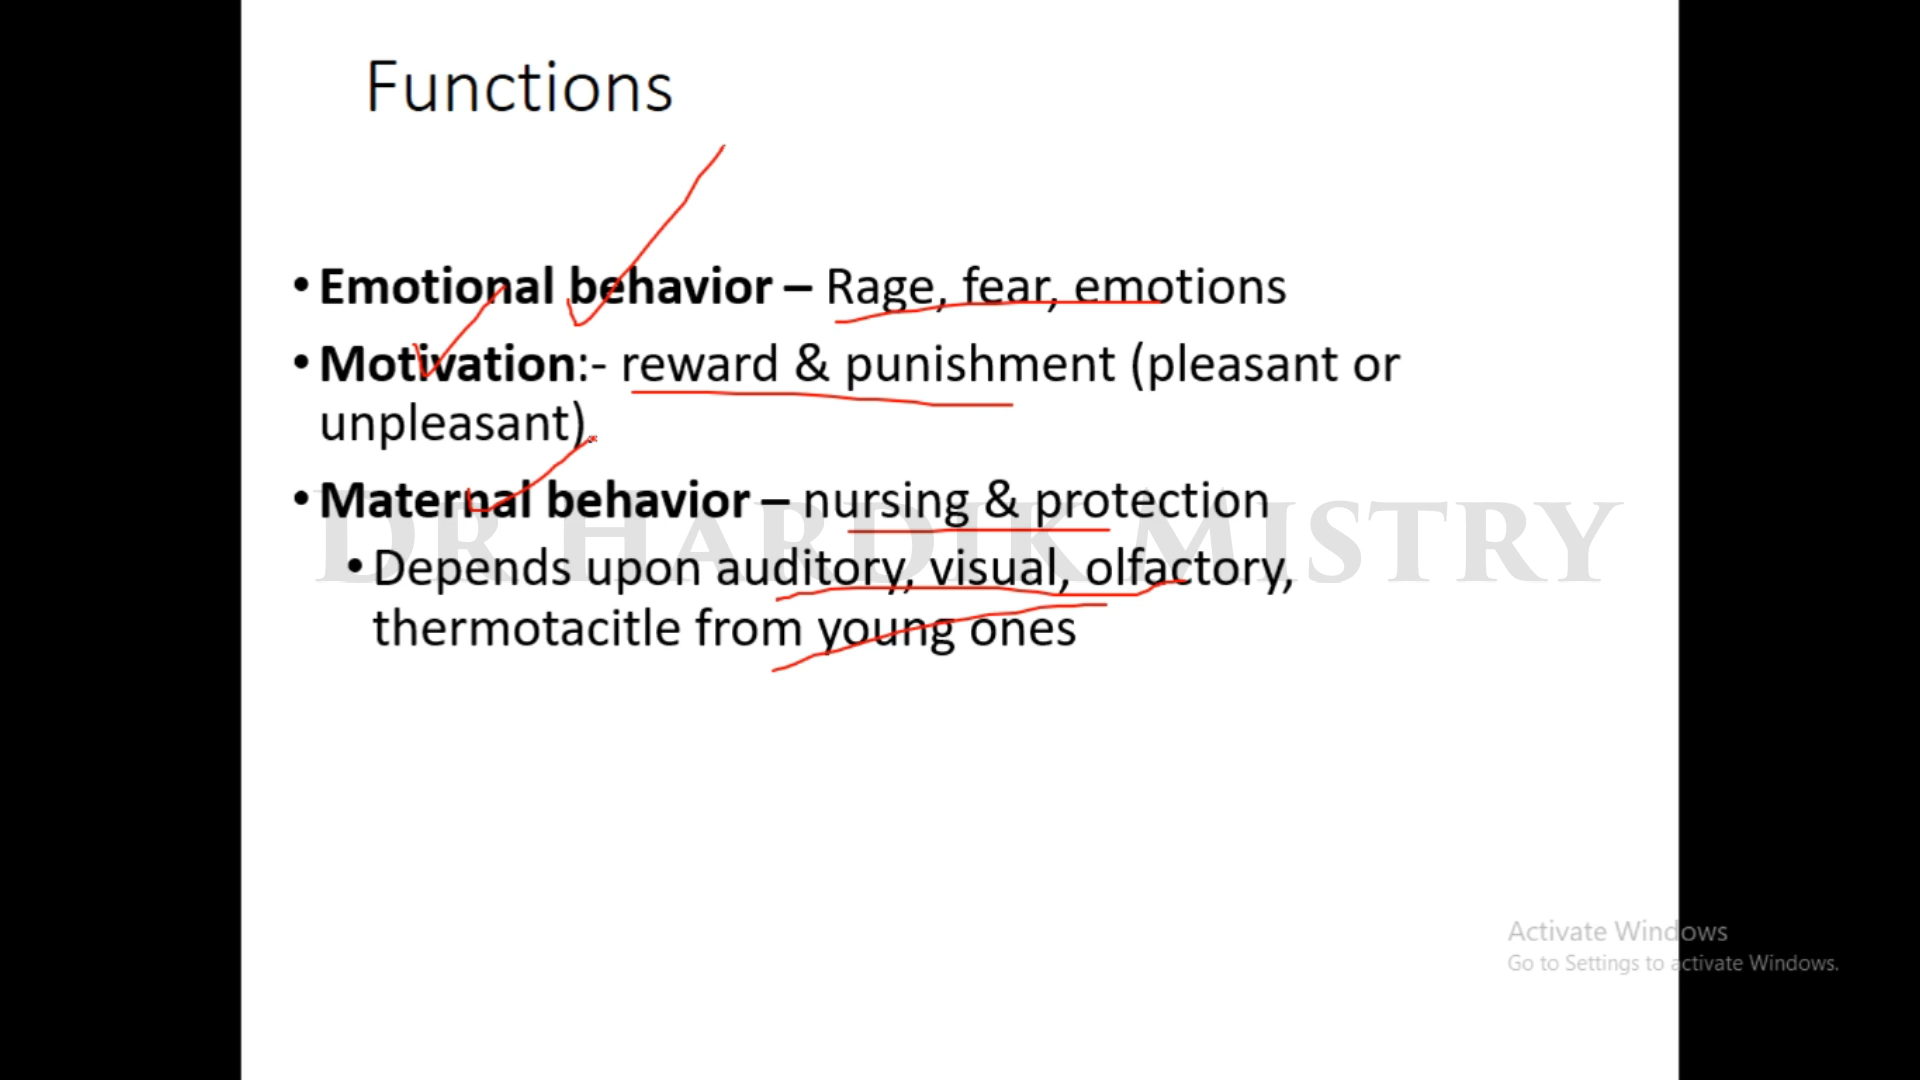 Functions
• Emotional behavior – Rage, fear, emotions
• Motivation:- reward & punishment (pleasant or
unpleasant).
• Maternal behavior – nursing & protection
DR HARDIK MISTRY
• Depends upon auditory, visual, olfactory,
thermotacitle from young ones
Activate Windows
Go to Settings to activate Windows.